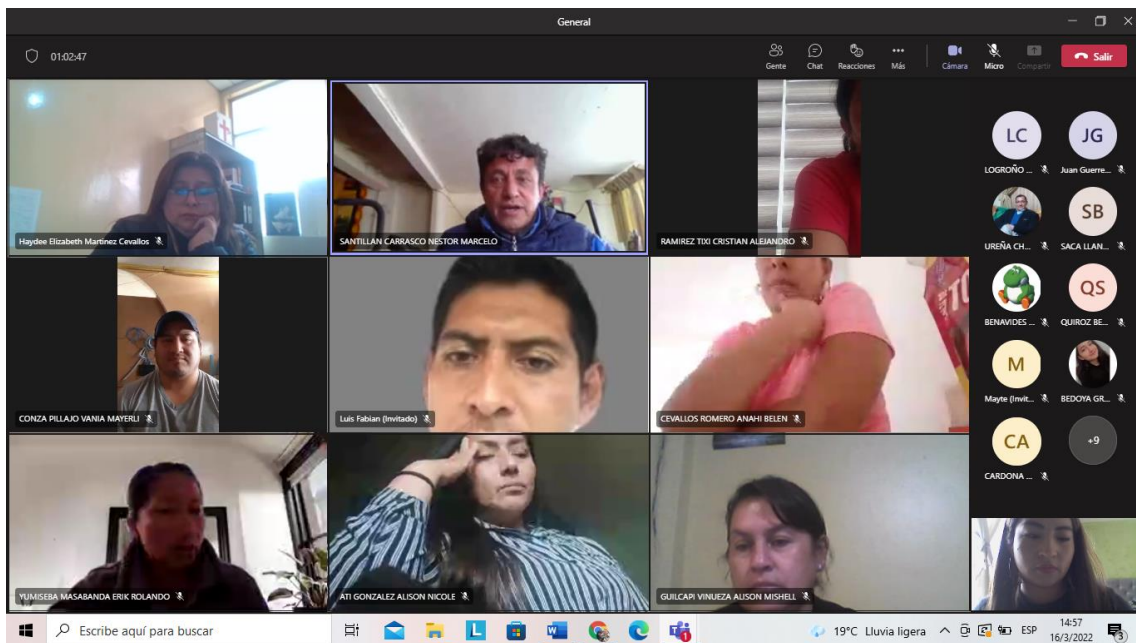 General
01:02:47
Gente
Chat
Reacciones
Más
Cámara
Micro
Compartir
Salir
Haydee Elizabeth Martinez Cevallos
SANTILLAN CARRASCO NESTOR MARCELO
RAMIREZ TIXI CRISTIAN ALEJANDRO
LC
JG
LOGROÑO ...
Juan Guerre...
SB
UREÑA CH...
SACA LLAN...
QS
BENAVIDES ...
QUIROZ BE...
CONZA PILLAJO VANIA MAYERLI
Luis Fabian (Invitado)
CEVALLOS ROMERO ANAHI BELEN
M
Mayte (Invit...
BEDOYA GR...
CA
+9
CARDONA ...
YUMISEBA MASABANDA ERIK ROLANDO
ATI GONZALEZ ALISON NICOLE
GUILCAPI VINUEZA ALISON MISHELL
Escribe aquí para buscar
19°C Lluvia ligera
ESP
14:57
16/3/2022